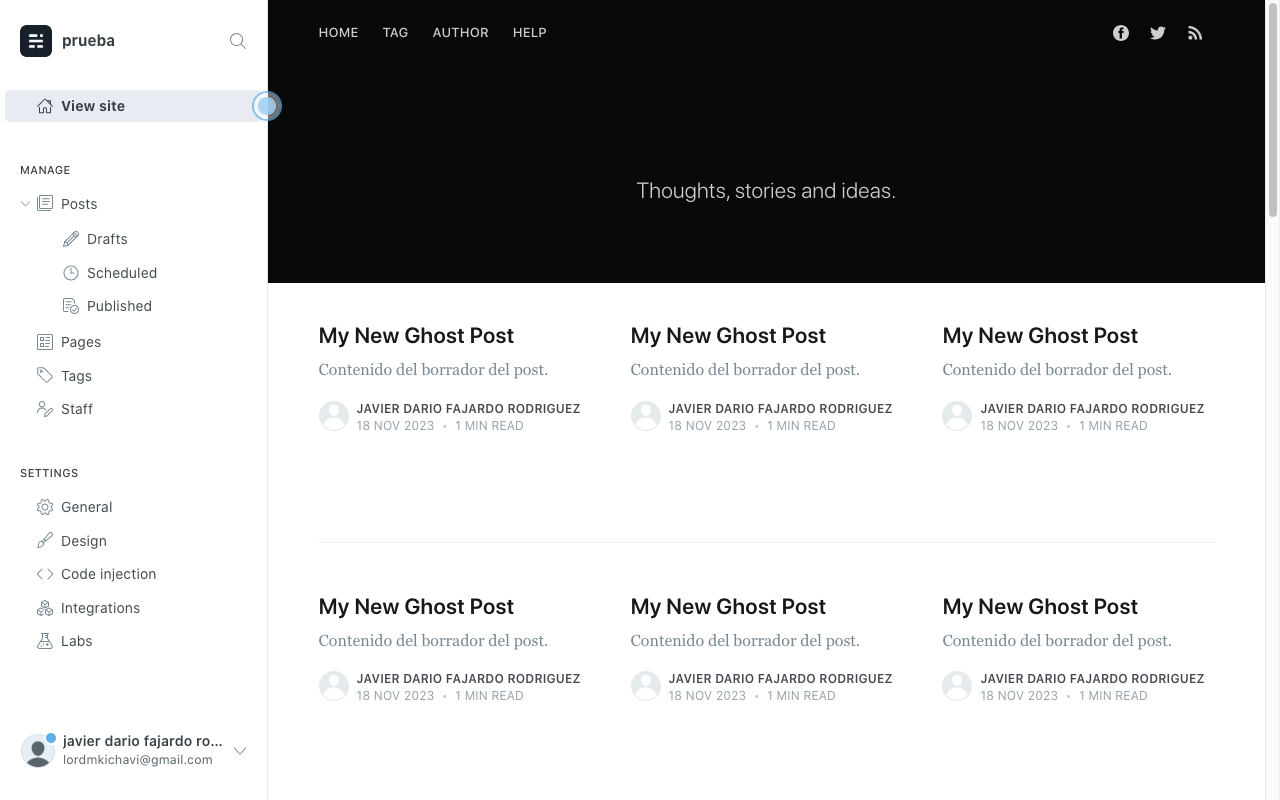 prueba
View site
MANAGE
Posts
Drafts
Scheduled
Published
Pages
Tags
Staff
SETTINGS
General
Design
Code injection
Integrations
Labs
javier dario fajardo ro...
lordmkichavi@gmail.com
HOME TAG AUTHOR HELP
Thoughts, stories and ideas.
My New Ghost Post
Contenido del borrador del post.
JAVIER DARIO FAJARDO RODRIGUEZ
18 NOV 2023 • 1 MIN READ
My New Ghost Post
Contenido del borrador del post.
JAVIER DARIO FAJARDO RODRIGUEZ
18 NOV 2023 • 1 MIN READ
My New Ghost Post
Contenido del borrador del post.
JAVIER DARIO FAJARDO RODRIGUEZ
18 NOV 2023 • 1 MIN READ
My New Ghost Post
Contenido del borrador del post.
JAVIER DARIO FAJARDO RODRIGUEZ
18 NOV 2023 • 1 MIN READ
My New Ghost Post
Contenido del borrador del post.
JAVIER DARIO FAJARDO RODRIGUEZ
18 NOV 2023 • 1 MIN READ
My New Ghost Post
Contenido del borrador del post.
JAVIER DARIO FAJARDO RODRIGUEZ
18 NOV 2023 • 1 MIN READ